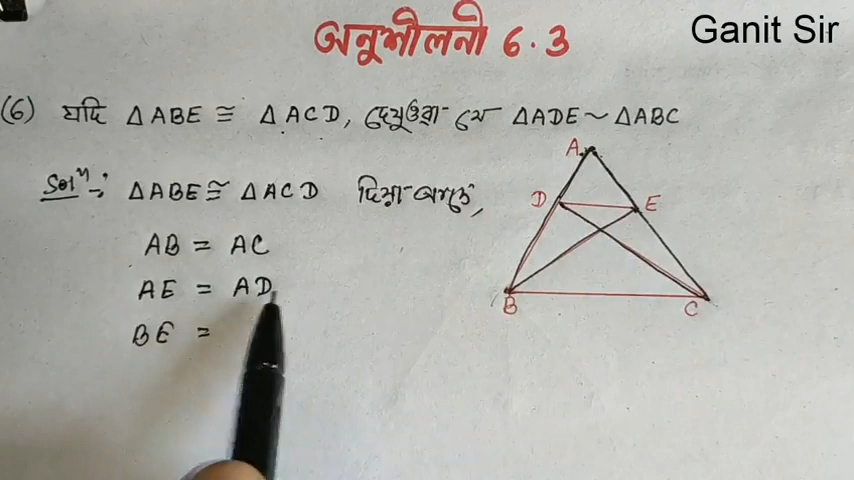 Ganit Sir
অনুশীলনী 6.3
(6) যদি △ABE ≅ △ACD, দেখুওৱা যে △ADE ~ △ABC
Solⁿ :- △ABE ≅ △ACD দিয়া আছে,
AB = AC
AE = AD
BE =
A
D E
B C